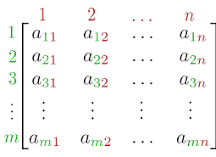 1 2 … n
1 a₁₁ a₁₂ … a₁ₙ
2 a₂₁ a₂₂ … a₂ₙ
3 a₃₁ a₃₂ … a₃ₙ
⋮ ⋮ ⋮ ⋮ ⋮
m aₘ₁ aₘ₂ … aₘₙ